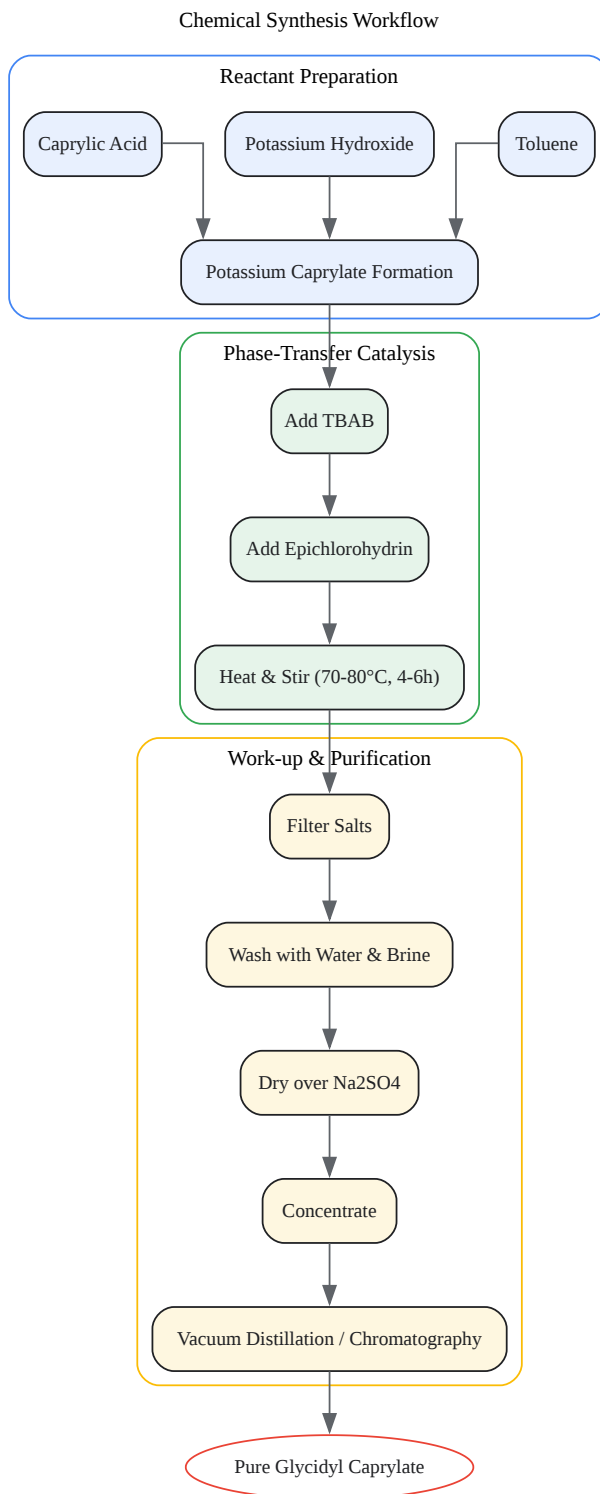 Chemical Synthesis Workflow
Reactant Preparation
Caprylic Acid
Potassium Hydroxide
Toluene
Potassium Caprylate Formation
Phase-Transfer Catalysis
Add TBAB
Add Epichlorohydrin
Heat & Stir (70-80°C, 4-6h)
Work-up & Purification
Filter Salts
Wash with Water & Brine
Dry over Na2SO4
Concentrate
Vacuum Distillation / Chromatography
Pure Glycidyl Caprylate